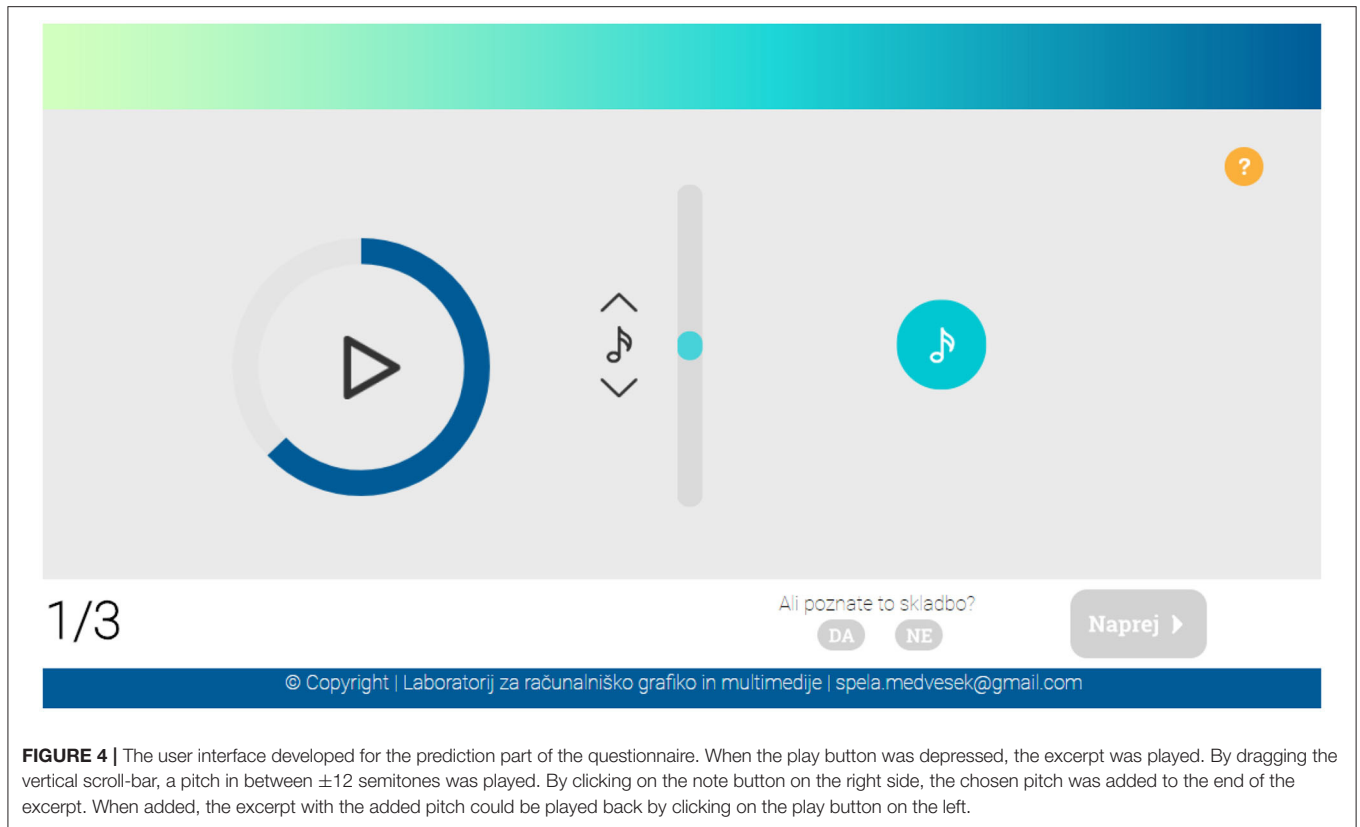 ?
1/3
Ali poznate to skladbo?
DA NE
Naprej
© Copyright | Laboratorij za računalniško grafiko in multimedije | spela.medvesek@gmail.com
FIGURE 4 | The user interface developed for the prediction part of the questionnaire. When the play button was depressed, the excerpt was played. By dragging the
vertical scroll-bar, a pitch in between ±12 semitones was played. By clicking on the note button on the right side, the chosen pitch was added to the end of the
excerpt. When added, the excerpt with the added pitch could be played back by clicking on the play button on the left.